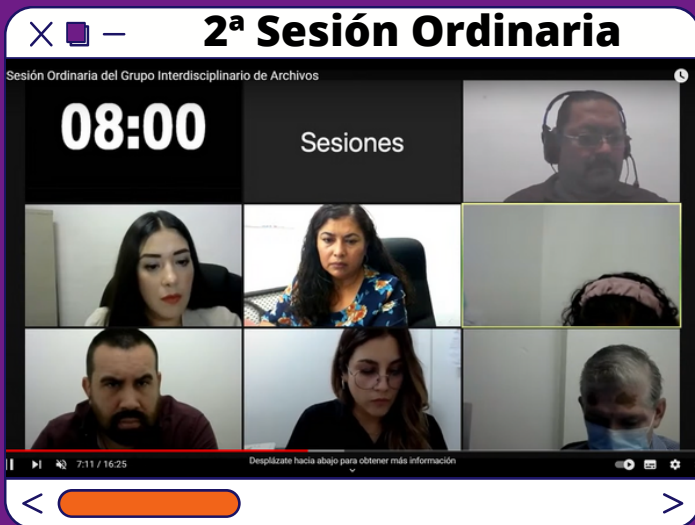 2ª Sesión Ordinaria
Sesión Ordinaria del Grupo Interdisciplinario de Archivos
08:00
Sesiones
7:11 / 16:25
Desplázate hacia abajo para obtener más información